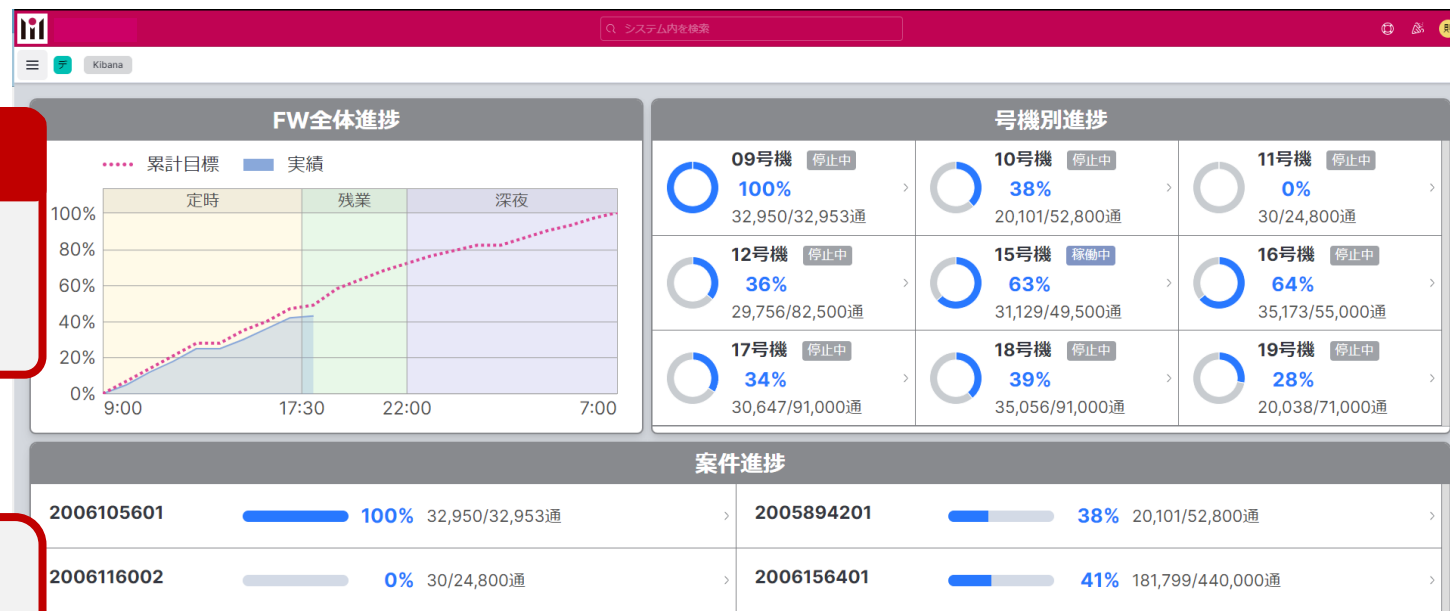 システム内を検索
デ Kibana
FW全体進捗
累計目標 実績
定時 残業 深夜
100%
80%
60%
40%
20%
0%
9:00 17:30 22:00 7:00
号機別進捗
09号機 停止中
100%
32,950/32,953通
10号機 停止中
38%
20,101/52,800通
11号機 停止中
0%
30/24,800通
12号機 停止中
36%
29,756/82,500通
15号機 稼働中
63%
31,129/49,500通
16号機 停止中
64%
35,173/55,000通
17号機 停止中
34%
30,647/91,000通
18号機 停止中
39%
35,056/91,000通
19号機 停止中
28%
20,038/71,000通
案件進捗
2006105601 100% 32,950/32,953通
2005894201 38% 20,101/52,800通
2006116002 0% 30/24,800通
2006156401 41% 181,799/440,000通